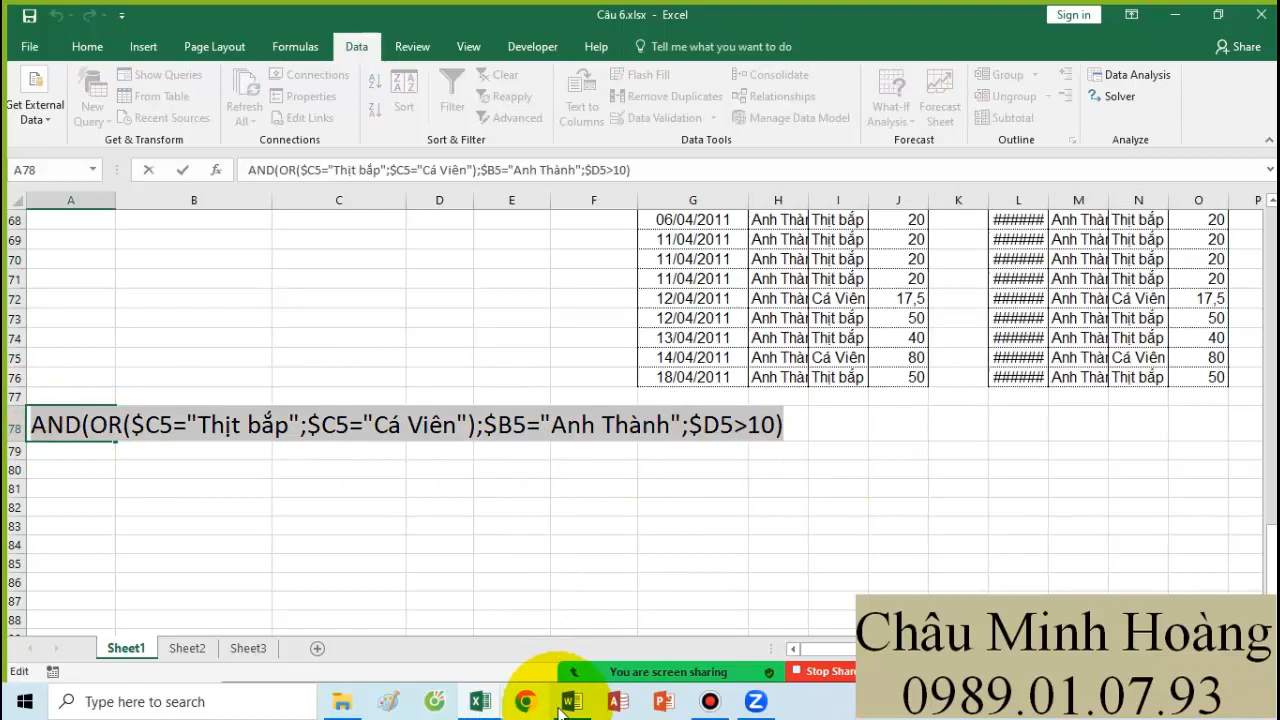 Câu 6.xlsx - Excel
Sign in
File Home Insert Page Layout Formulas Data Review View Developer Help Tell me what you want to do Share
Get External Data
New Query
Show Queries
From Table
Recent Sources
Get & Transform
Refresh All
Connections
Properties
Edit Links
Connections
Sort
Filter
Clear
Reapply
Advanced
Sort & Filter
Text to Columns
Flash Fill
Remove Duplicates
Data Validation
Consolidate
Relationships
Manage Data Model
Data Tools
What-If Analysis
Forecast Sheet
Forecast
Group
Ungroup
Subtotal
Outline
Data Analysis
Solver
Analyze
A78 fx AND(OR($C5="Thịt bắp";$C5="Cá Viên");$B5="Anh Thành";$D5>10)
A B C D E F G H I J K L M N O P
68 06/04/2011 Anh Thàn Thịt bắp 20 ###### Anh Thàn Thịt bắp 20
69 11/04/2011 Anh Thàn Thịt bắp 20 ###### Anh Thàn Thịt bắp 20
70 11/04/2011 Anh Thàn Thịt bắp 20 ###### Anh Thàn Thịt bắp 20
71 11/04/2011 Anh Thàn Thịt bắp 20 ###### Anh Thàn Thịt bắp 20
72 12/04/2011 Anh Thàn Cá Viên 17,5 ###### Anh Thàn Cá Viên 17,5
73 12/04/2011 Anh Thàn Thịt bắp 50 ###### Anh Thàn Thịt bắp 50
74 13/04/2011 Anh Thàn Thịt bắp 40 ###### Anh Thàn Thịt bắp 40
75 14/04/2011 Anh Thàn Cá Viên 80 ###### Anh Thàn Cá Viên 80
76 18/04/2011 Anh Thàn Thịt bắp 50 ###### Anh Thàn Thịt bắp 50
77
78 AND(OR($C5="Thịt bắp";$C5="Cá Viên");$B5="Anh Thành";$D5>10)
79
80
81
82
83
84
85
86
87
88
Sheet1 Sheet2 Sheet3
Edit
You are screen sharing
Stop Shar
Type here to search
Châu Minh Hoàng
0989.01.07.93